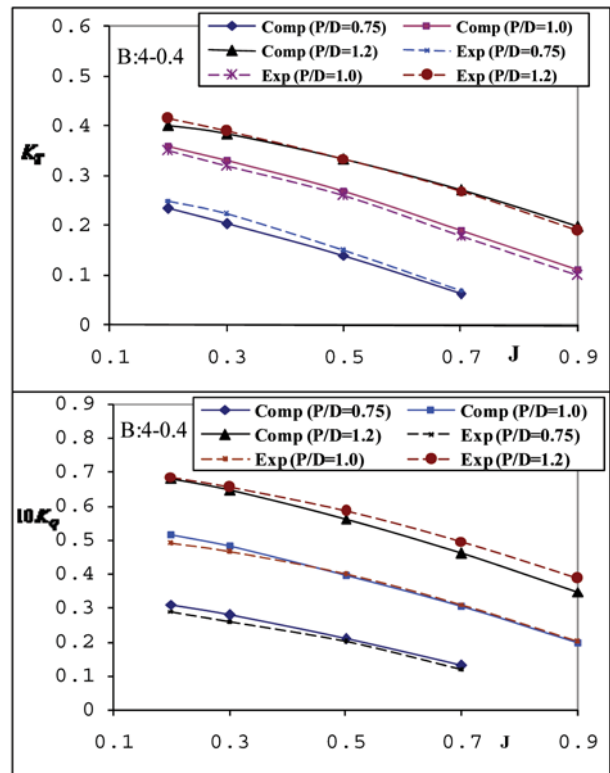 Comp (P/D=0.75) Comp (P/D=1.0)
Comp (P/D=1.2) Exp (P/D=0.75)
Exp (P/D=1.0) Exp (P/D=1.2)
B:4-0.4
0.6
0.5
0.4
0.3
0.2
0.1
0
K_T
0.1 0.3 0.5 0.7 J 0.9
Comp (P/D=0.75) Comp (P/D=1.0)
Comp (P/D=1.2) Exp (P/D=0.75)
Exp (P/D=1.0) Exp (P/D=1.2)
B:4-0.4
0.9
0.8
0.7
0.6
0.5
0.4
0.3
0.2
0.1
0
10K_q
0.1 0.3 0.5 J 0.7 0.9